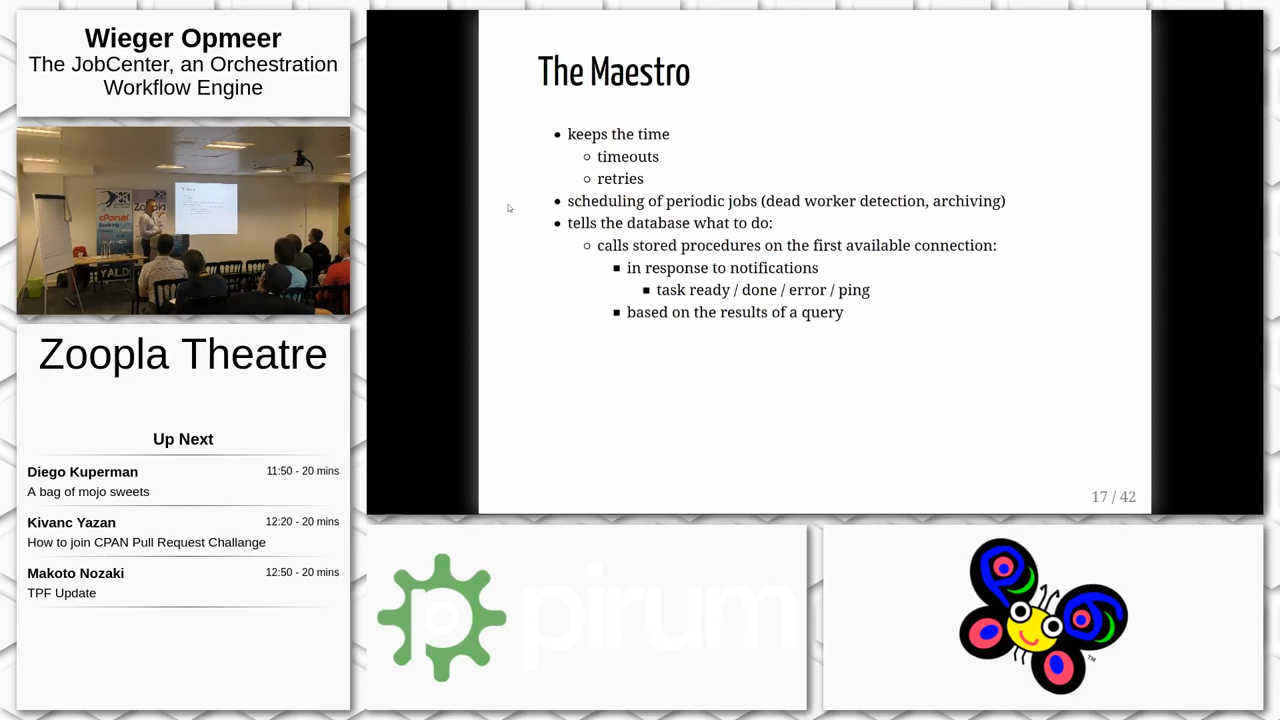 Wieger Opmeer
The JobCenter, an Orchestration
Workflow Engine
cPanel
YALD
Zoopla Theatre
Up Next
Diego Kuperman 11:50 - 20 mins
A bag of mojo sweets
Kivanc Yazan 12:20 - 20 mins
How to join CPAN Pull Request Challange
Makoto Nozaki 12:50 - 20 mins
TPF Update
The Maestro
keeps the time
timeouts
retries
scheduling of periodic jobs (dead worker detection, archiving)
tells the database what to do:
calls stored procedures on the first available connection:
in response to notifications
task ready / done / error / ping
based on the results of a query
17 / 42
pirum
TM